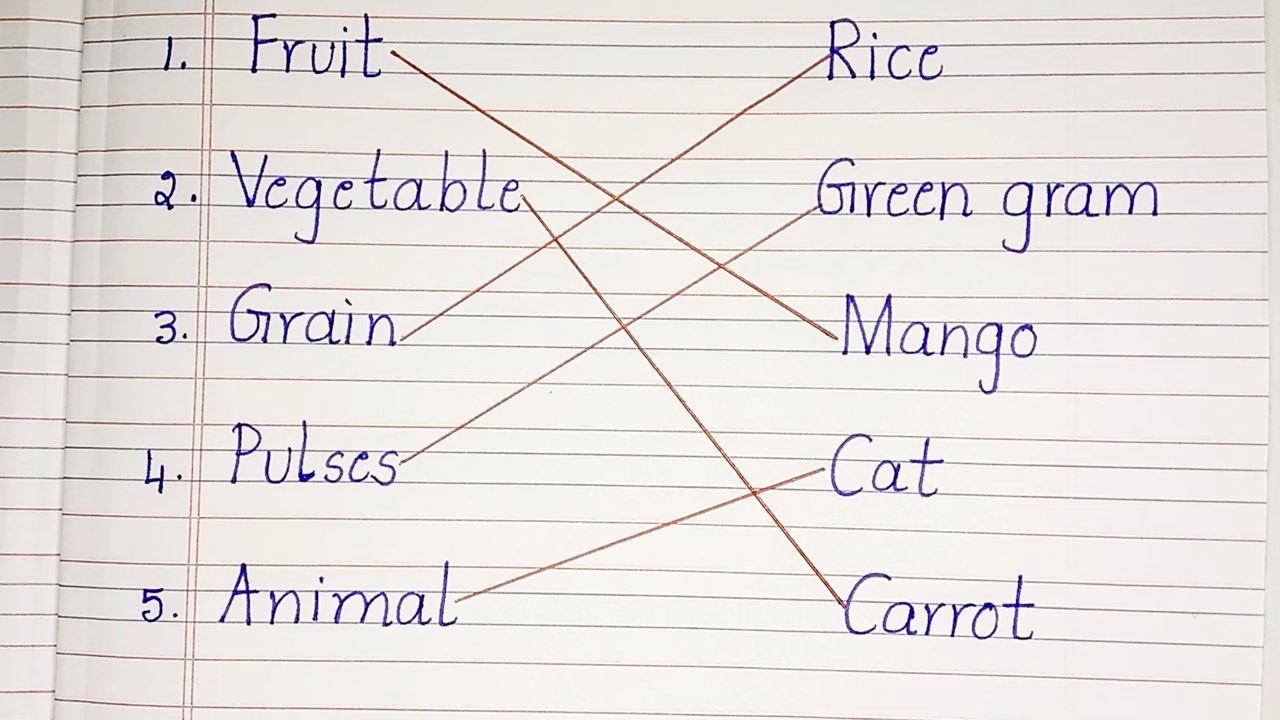 1. Fruit Rice
2. Vegetable Green gram
3. Grain Mango
4. Pulses Cat
5. Animal Carrot